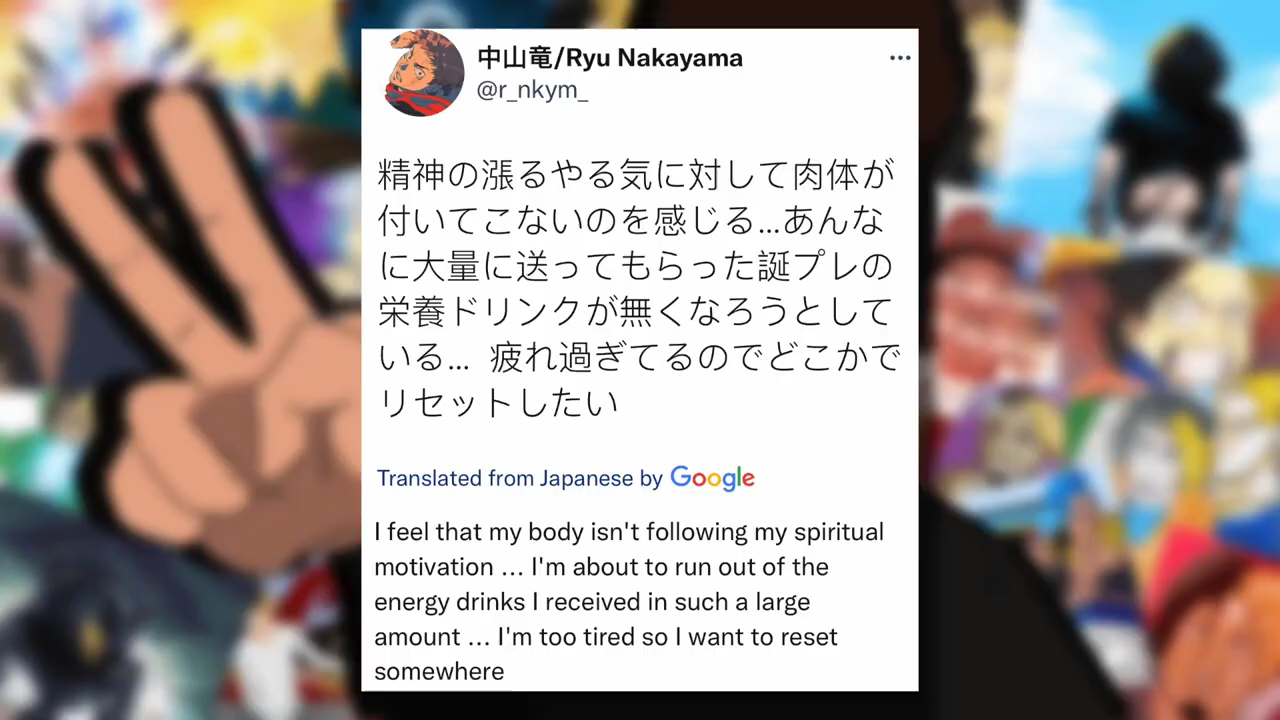 中山竜/Ryu Nakayama
@r_nkym_
精神の漲るやる気に対して肉体が
付いてこないのを感じる...あんな
に大量に送ってもらった誕プレの
栄養ドリンクが無くなろうとして
いる... 疲れ過ぎてるのでどこかで
リセットしたい
Translated from Japanese by Google
I feel that my body isn't following my spiritual
motivation ... I'm about to run out of the
energy drinks I received in such a large
amount ... I'm too tired so I want to reset
somewhere